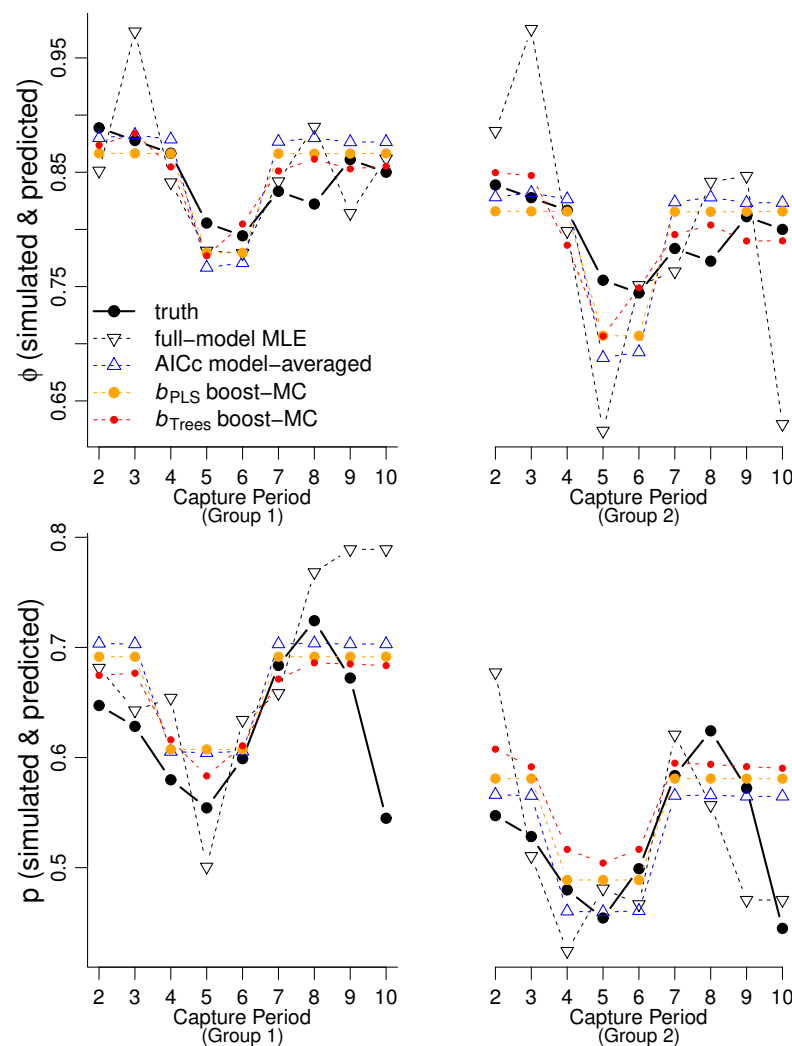 φ (simulated & predicted)
0.95
0.85
0.75
0.65
truth
full−model MLE
AICc model−averaged
bPLS boost−MC
bTrees boost−MC
2 3 4 5 6 7 8 9 10
Capture Period
(Group 1)
2 3 4 5 6 7 8 9 10
Capture Period
(Group 2)
p (simulated & predicted)
0.8
0.7
0.6
0.5
2 3 4 5 6 7 8 9 10
Capture Period
(Group 1)
2 3 4 5 6 7 8 9 10
Capture Period
(Group 2)